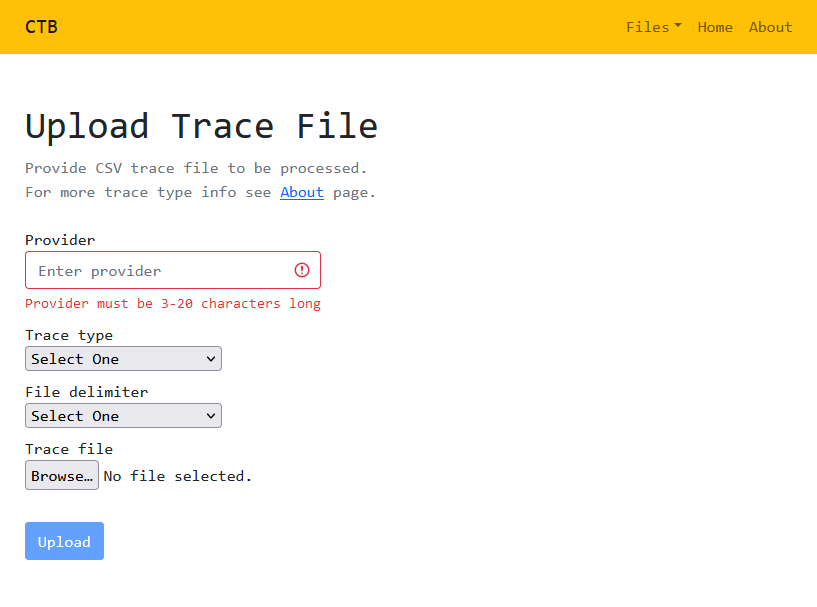 CTB
Files Home About
Upload Trace File
Provide CSV trace file to be processed.
For more trace type info see About page.
Provider
Enter provider
Provider must be 3-20 characters long
Trace type
Select One
File delimiter
Select One
Trace file
Browse… No file selected.
Upload